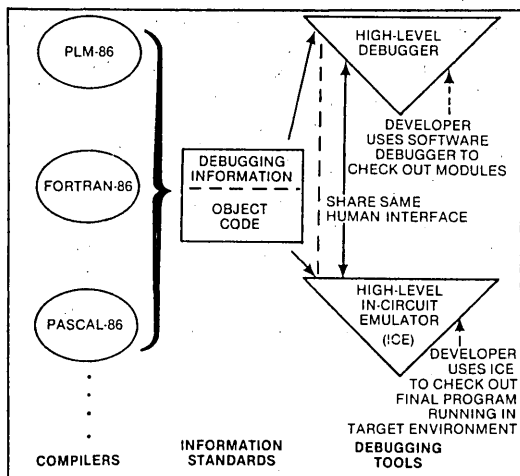 PLM-86
FORTRAN-86
PASCAL-86
COMPILERS
DEBUGGING
INFORMATION
OBJECT
CODE
INFORMATION
STANDARDS
HIGH-LEVEL
DEBUGGER
DEVELOPER
USES SOFTWARE
DEBUGGER TO
CHECK OUT MODULES
SHARE SAME
HUMAN INTERFACE
HIGH-LEVEL
IN-CIRCUIT
EMULATOR
(ICE)
DEVELOPER
USES ICE
TO CHECK OUT
FINAL PROGRAM
RUNNING IN
TARGET ENVIRONMENT
DEBUGGING
TOOLS